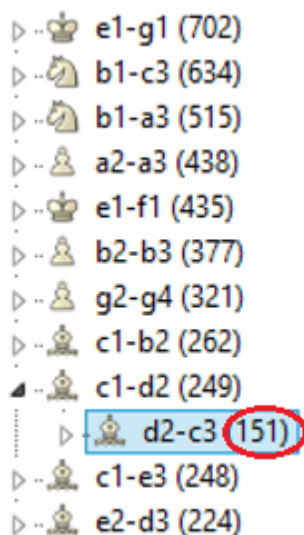 e1-g1 (702)
b1-c3 (634)
b1-a3 (515)
a2-a3 (438)
e1-f1 (435)
b2-b3 (377)
g2-g4 (321)
c1-b2 (262)
c1-d2 (249)
d2-c3 (151)
c1-e3 (248)
e2-d3 (224)